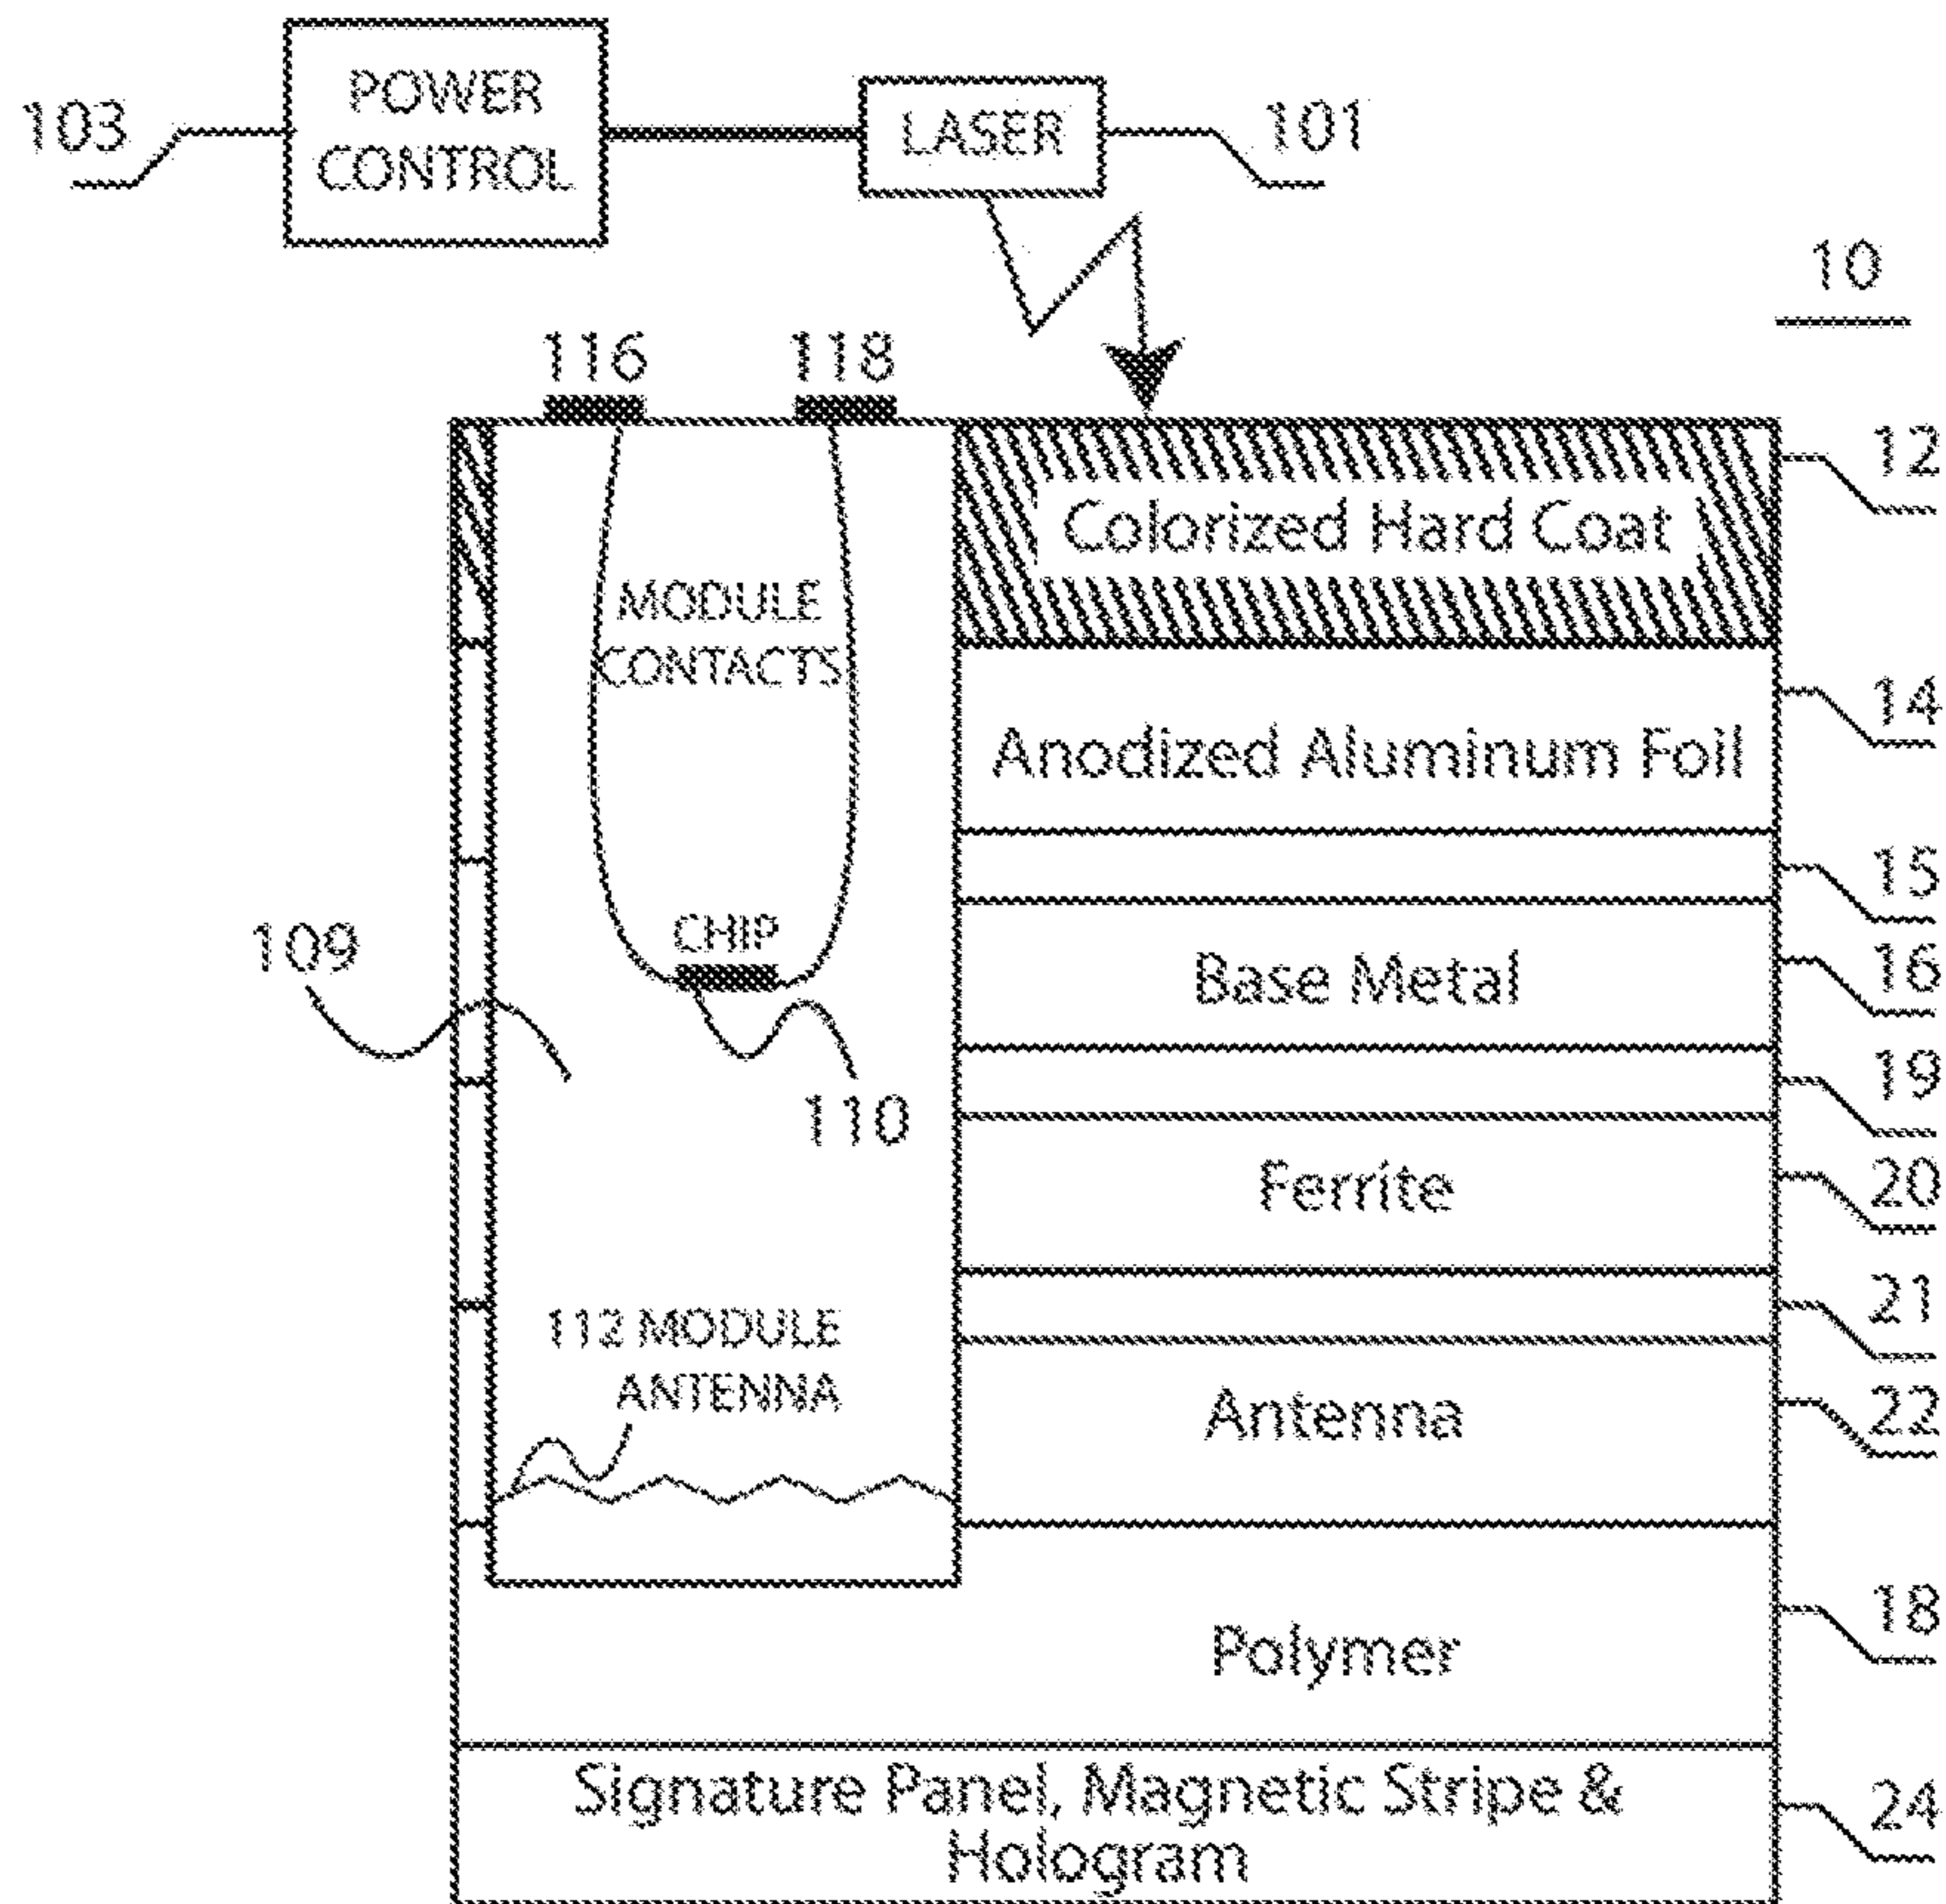 POWER
CONTROL
LASER
103
101
10
116
118
12
Colorized Hard Coat
MODULE
CONTACTS
14
Anodized Aluminum Foil
15
CHIP
109
16
Base Metal
110
19
20
Ferrite
21
112 MODULE
ANTENNA
22
Antenna
18
Polymer
Signature Panel, Magnetic Stripe &
Hologram
24